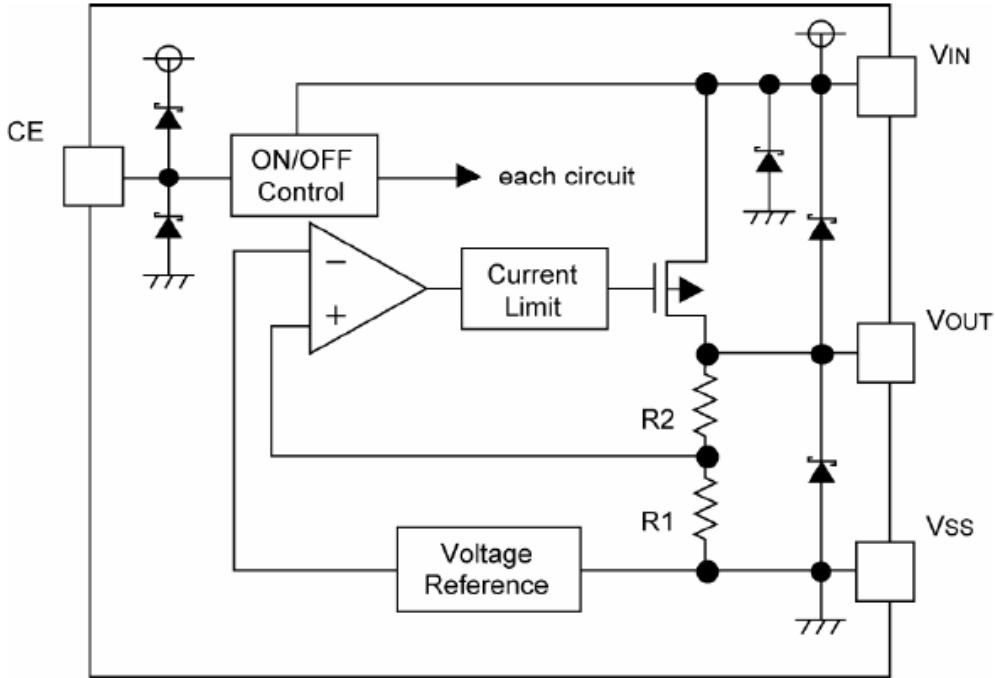 VIN
CE
ON/OFF
Control
each circuit
−
+
Current
Limit
VOUT
R2
R1
Voltage
Reference
VSS